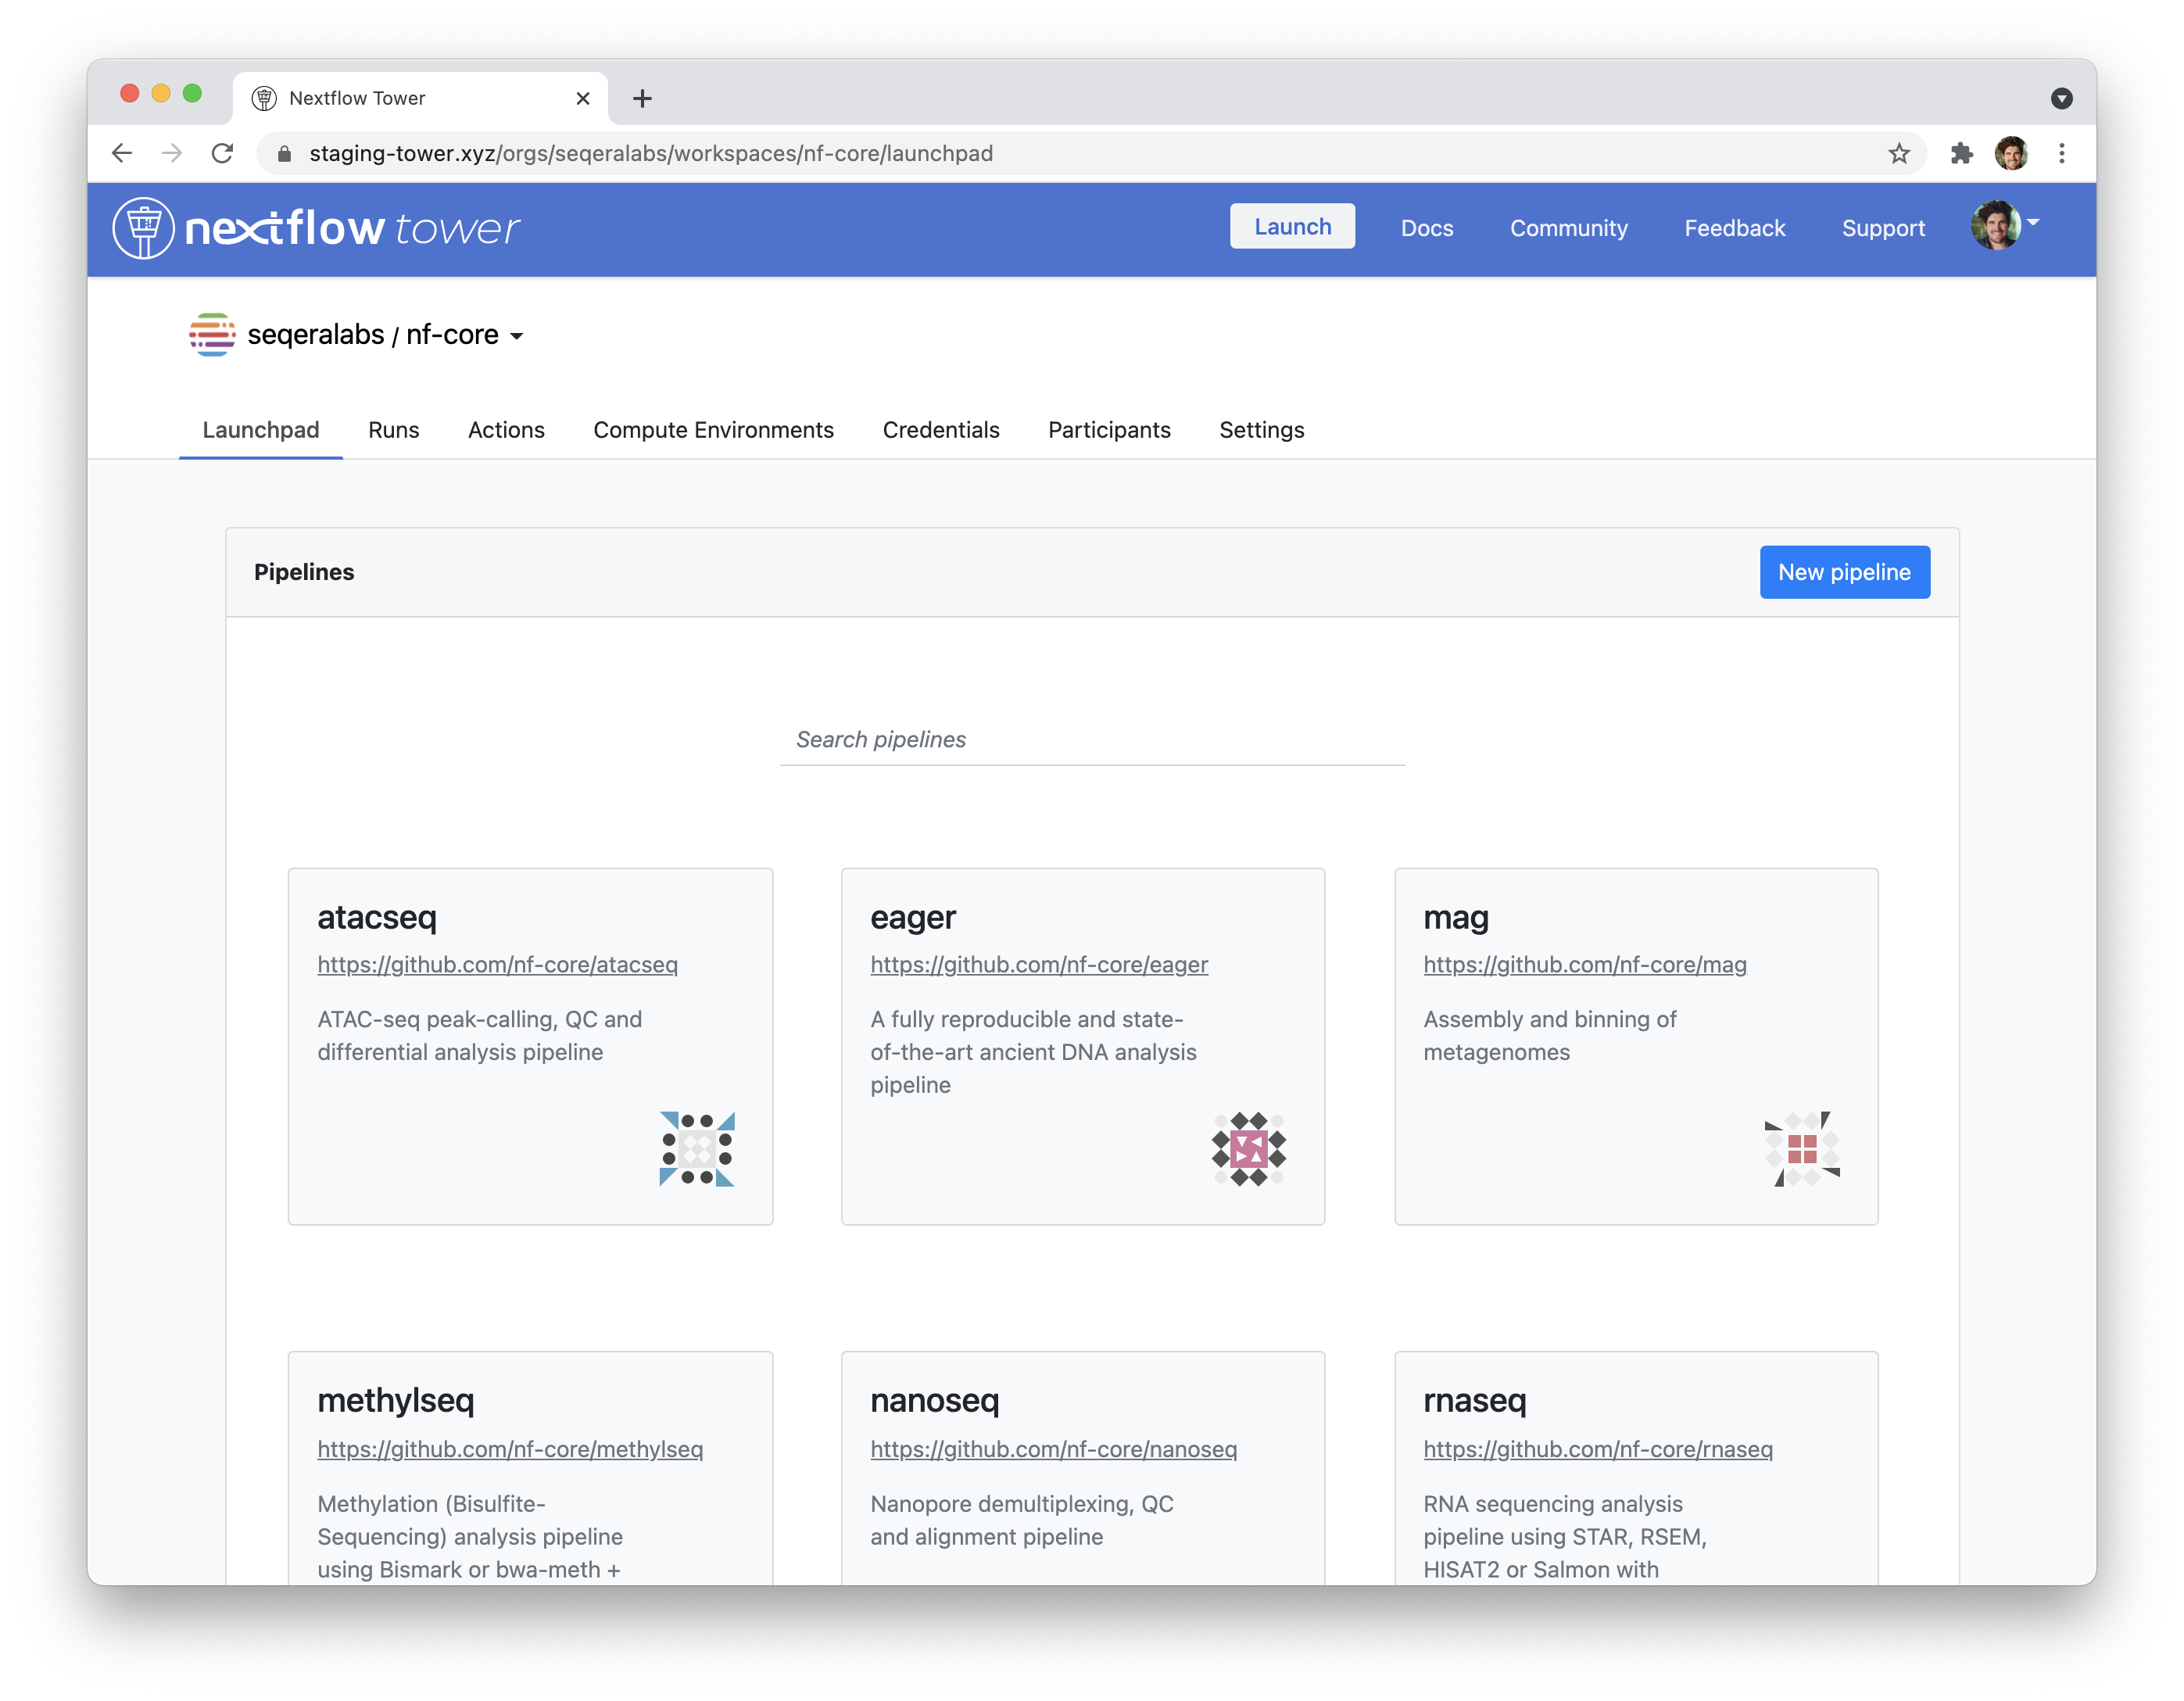 Nextflow Tower
staging-tower.xyz/orgs/seqeralabs/workspaces/nf-core/launchpad
nextflow tower
Launch Docs Community Feedback Support
seqeralabs / nf-core
Launchpad Runs Actions Compute Environments Credentials Participants Settings
Pipelines
New pipeline
Search pipelines
atacseq
https://github.com/nf-core/atacseq
ATAC-seq peak-calling, QC and
differential analysis pipeline
eager
https://github.com/nf-core/eager
A fully reproducible and state-
of-the-art ancient DNA analysis
pipeline
mag
https://github.com/nf-core/mag
Assembly and binning of
metagenomes
methylseq
https://github.com/nf-core/methylseq
Methylation (Bisulfite-
Sequencing) analysis pipeline
using Bismark or bwa-meth +
nanoseq
https://github.com/nf-core/nanoseq
Nanopore demultiplexing, QC
and alignment pipeline
rnaseq
https://github.com/nf-core/rnaseq
RNA sequencing analysis
pipeline using STAR, RSEM,
HISAT2 or Salmon with